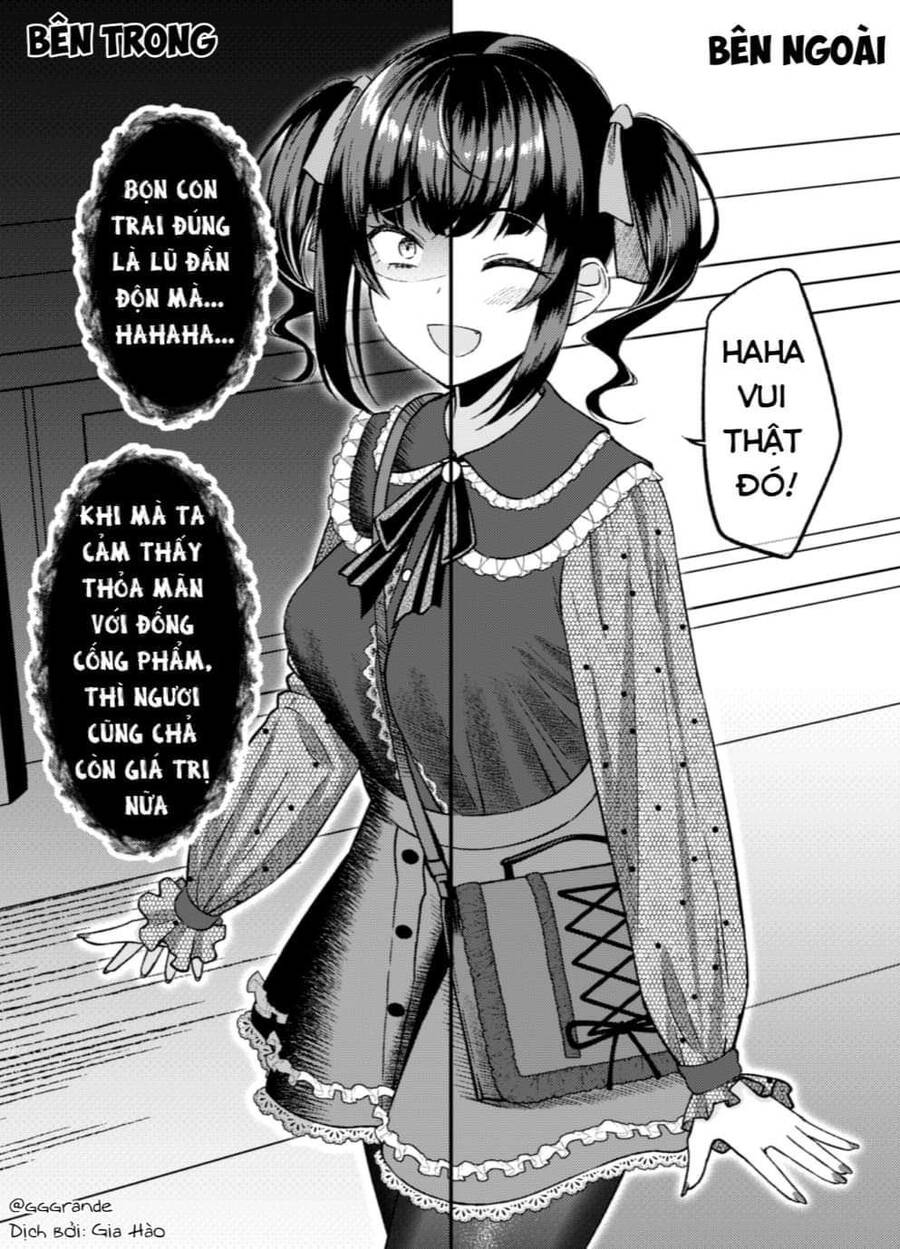 BÊN TRONG
BÊN NGOÀI
BỌN CON
TRAI ĐÚNG
LÀ LŨ ĐẦN
ĐỘN MÀ...
HAHAHA...
HAHA
VUI
THẬT
ĐÓ!
KHI MÀ TA
CẢM THẤY
THỎA MÃN
VỚI ĐỐNG
CỐNG PHẨM,
THÌ NGƯƠI
CŨNG CHẢ
CÒN GIÁ TRỊ
NỮA
@GGGrande
Dịch bởi: Gia Hào